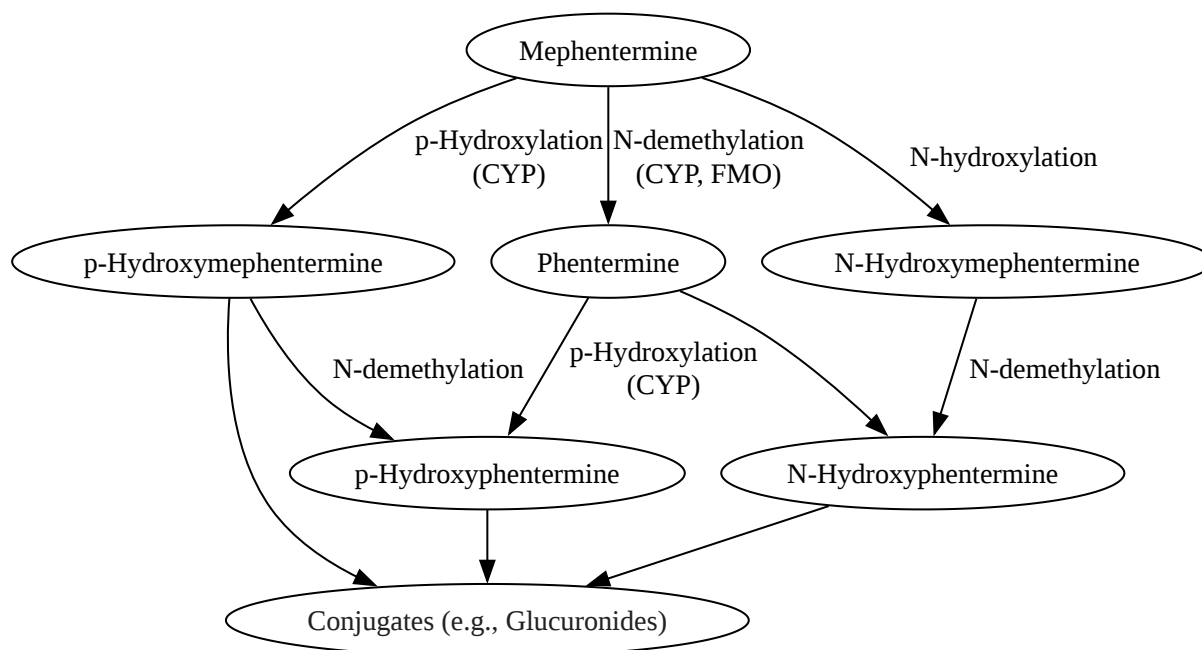 Mephentermine
p-Hydroxylation
(CYP)
N-demethylation
(CYP, FMO)
N-hydroxylation
p-Hydroxymephentermine
Phentermine
N-Hydroxymephentermine
N-demethylation
p-Hydroxylation
(CYP)
N-demethylation
p-Hydroxyphentermine
N-Hydroxyphentermine
Conjugates (e.g., Glucuronides)